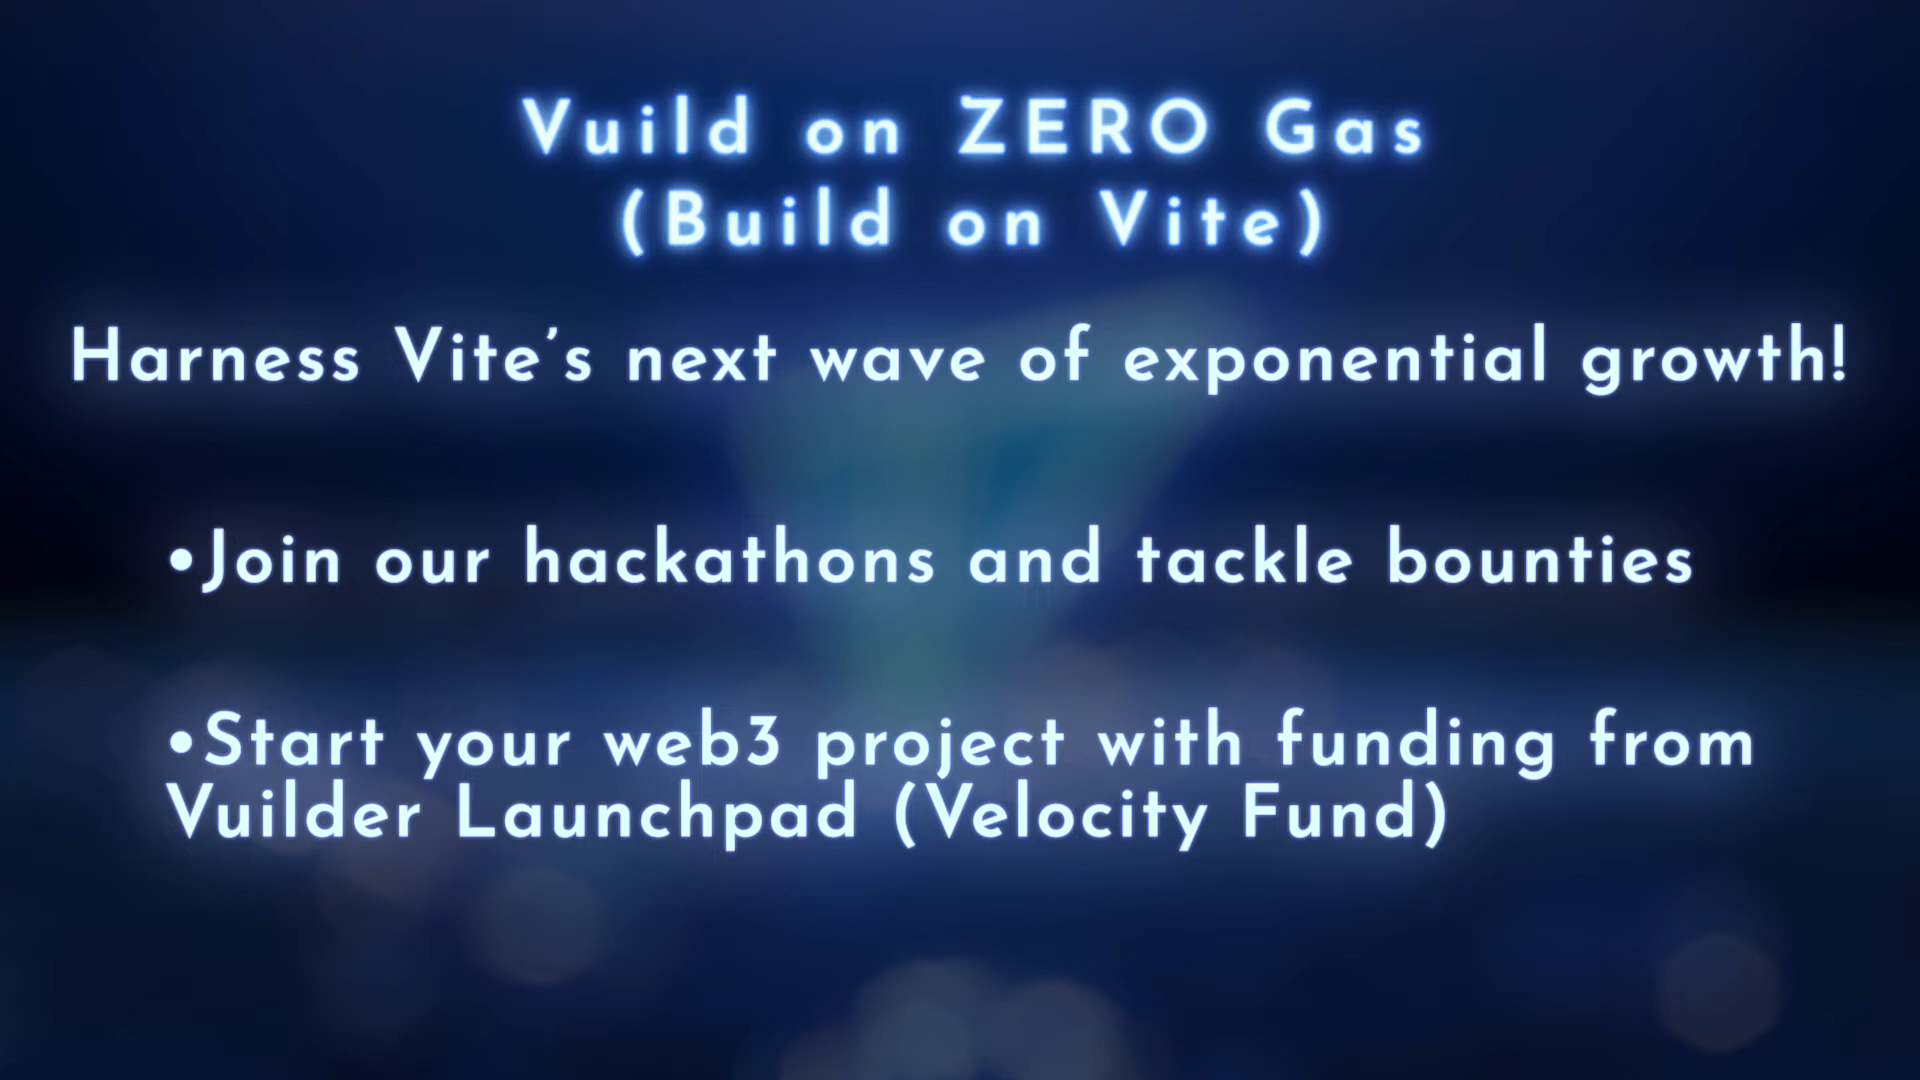 Vuild on ZERO Gas
(Build on Vite)
Harness Vite’s next wave of exponential growth!
•Join our hackathons and tackle bounties
•Start your web3 project with funding from
Vuilder Launchpad (Velocity Fund)